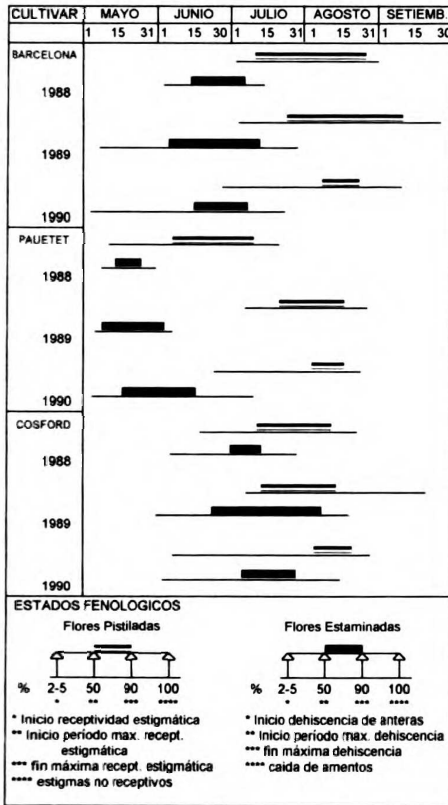 CULTIVAR MAYO JUNIO JULIO AGOSTO SETIEMB.
1 15 31 1 15 30 1 15 31 1 15 31 1 15 30
BARCELONA
1988
1989
1990
PAUETET
1988
1989
1990
COSFORD
1988
1989
1990
ESTADOS FENOLOGICOS
Flores Pistiladas
% 2-5 50 90 100
* ** *** ****
* Inicio receptividad estigmática
** Inicio período max. recept.
estigmática
*** fin máxima recept. estigmática
**** estigmas no receptivos
Flores Estaminadas
% 2-5 50 90 100
* ** *** ****
* Inicio dehiscencia de anteras
** Inicio período max. dehiscencia
*** fin máxima dehiscencia
**** caida de amentos